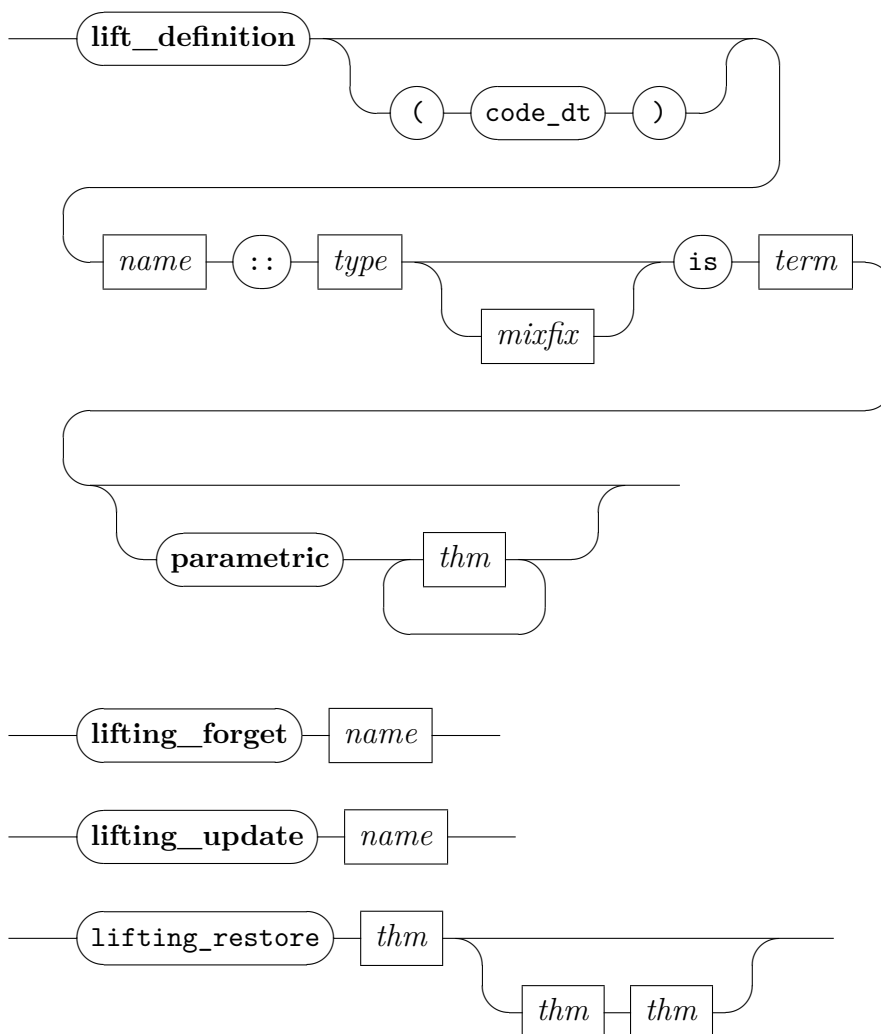 lift_definition
( code_dt )
name :: type is term
mixfix
parametric thm
lifting_forget name
lifting_update name
lifting_restore thm
thm thm